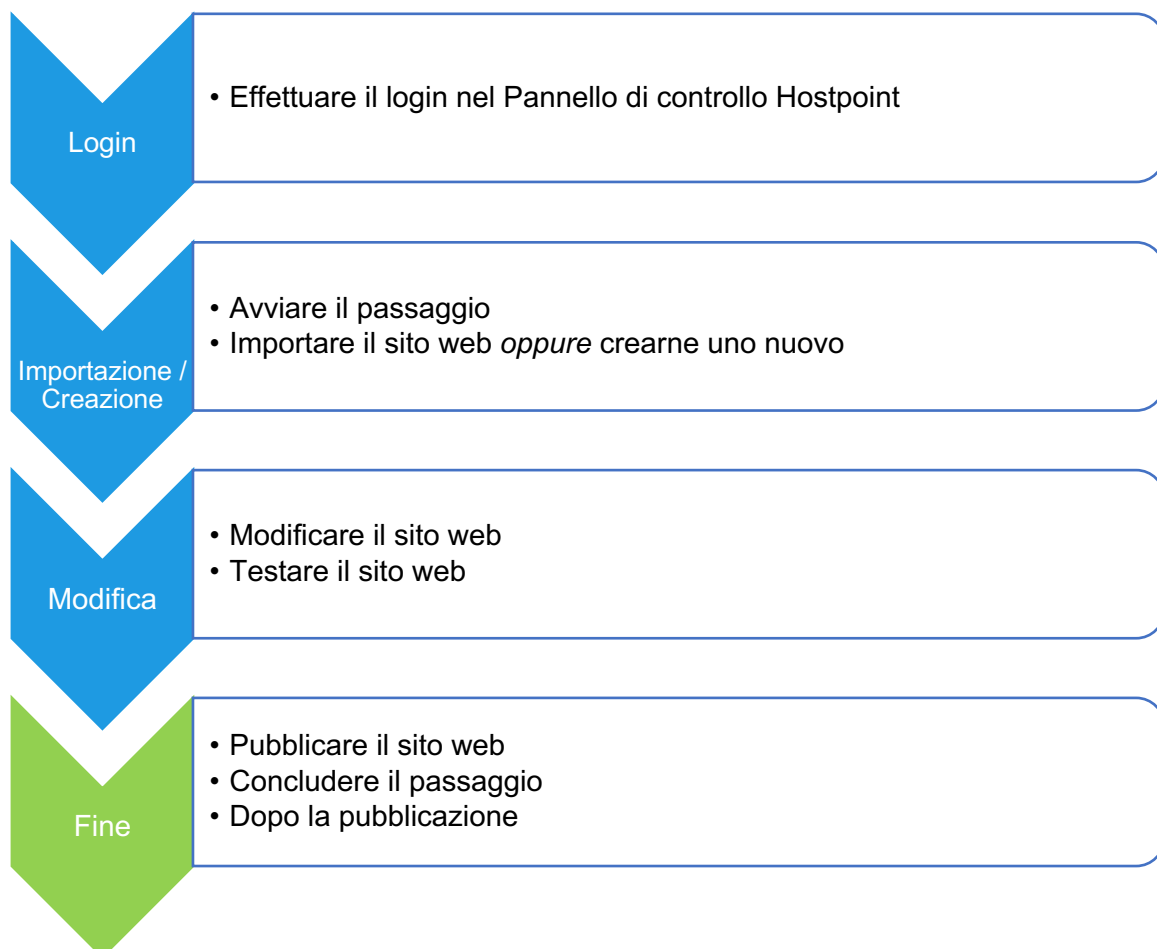 Login
• Effettuare il login nel Pannello di controllo Hostpoint
Importazione /
Creazione
• Avviare il passaggio
• Importare il sito web oppure crearne uno nuovo
Modifica
• Modificare il sito web
• Testare il sito web
Fine
• Pubblicare il sito web
• Concludere il passaggio
• Dopo la pubblicazione